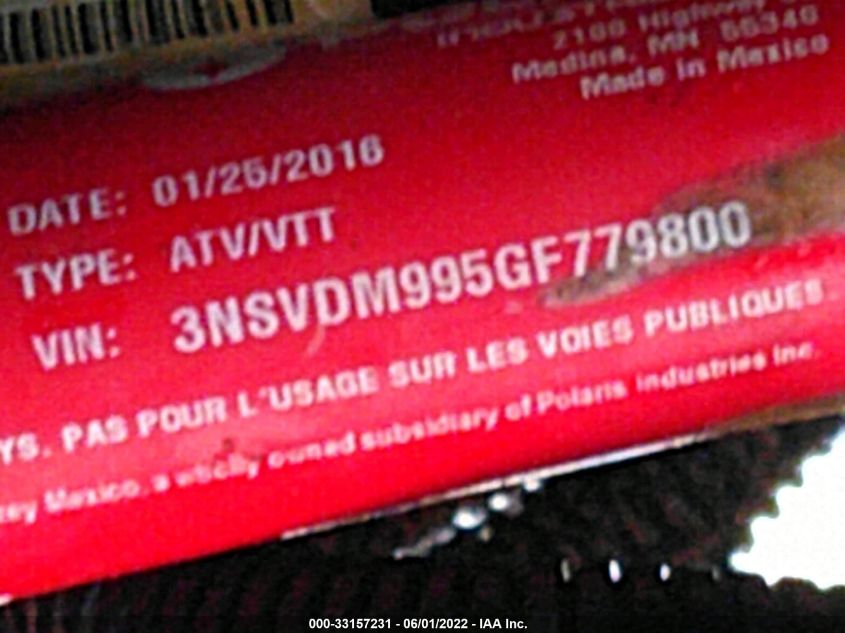 2100 Highway
Medina, MN 55340
Made in Mexico
DATE: 01/25/2016
TYPE: ATV/VTT
VIN: 3NSVDM995GF779800
YS. PAS POUR L'USAGE SUR LES VOIES PUBLIQUES.
Mexico, a wholly owned subsidiary of Polaris Industries Inc.
000-33157231 - 06/01/2022 - IAA Inc.